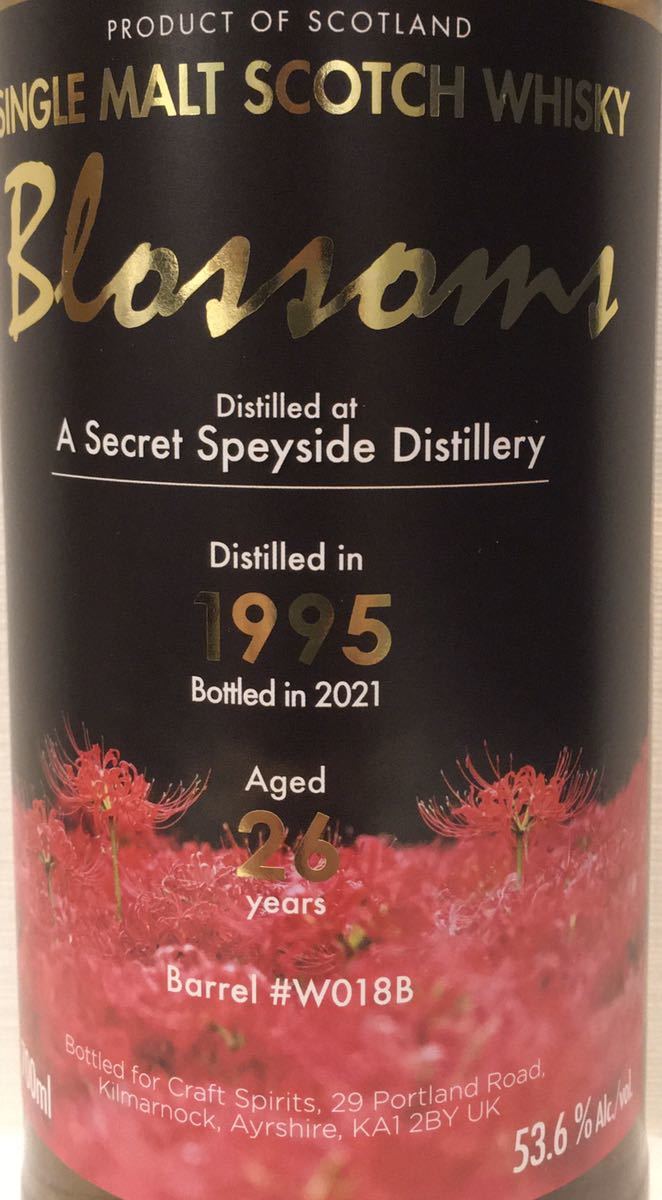 PRODUCT OF SCOTLAND
SINGLE MALT SCOTCH WHISKY
Blossoms
Distilled at
A Secret Speyside Distillery
Distilled in
1995
Bottled in 2021
Aged
26
years
Barrel #W018B
Bottled for Craft Spirits, 29 Portland Road,
Kilmarnock, Ayrshire, KA1 2BY UK
700ml
53.6 % Alc./vol.